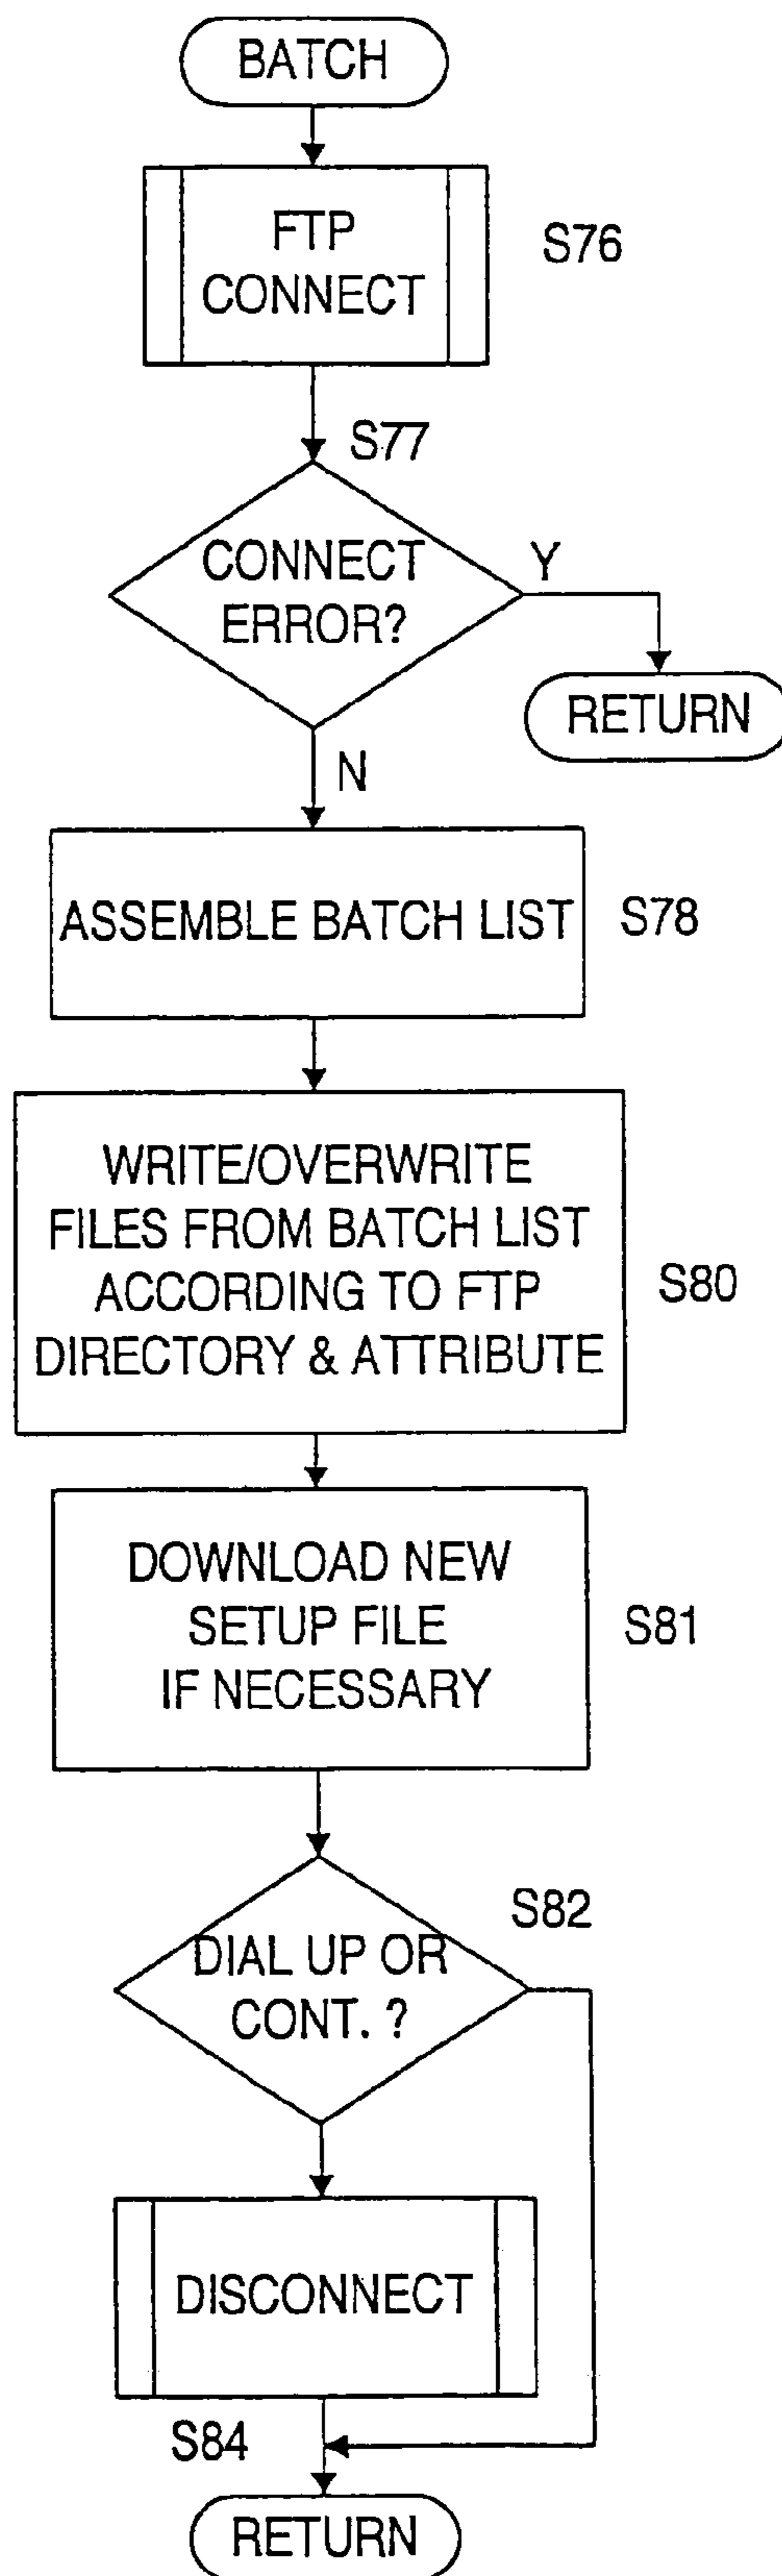 BATCH
FTP
CONNECT
S76
S77
CONNECT
ERROR?
Y
RETURN
N
ASSEMBLE BATCH LIST
S78
WRITE/OVERWRITE
FILES FROM BATCH LIST
ACCORDING TO FTP
DIRECTORY & ATTRIBUTE
S80
DOWNLOAD NEW
SETUP FILE
IF NECESSARY
S81
S82
DIAL UP OR
CONT. ?
DISCONNECT
S84
RETURN